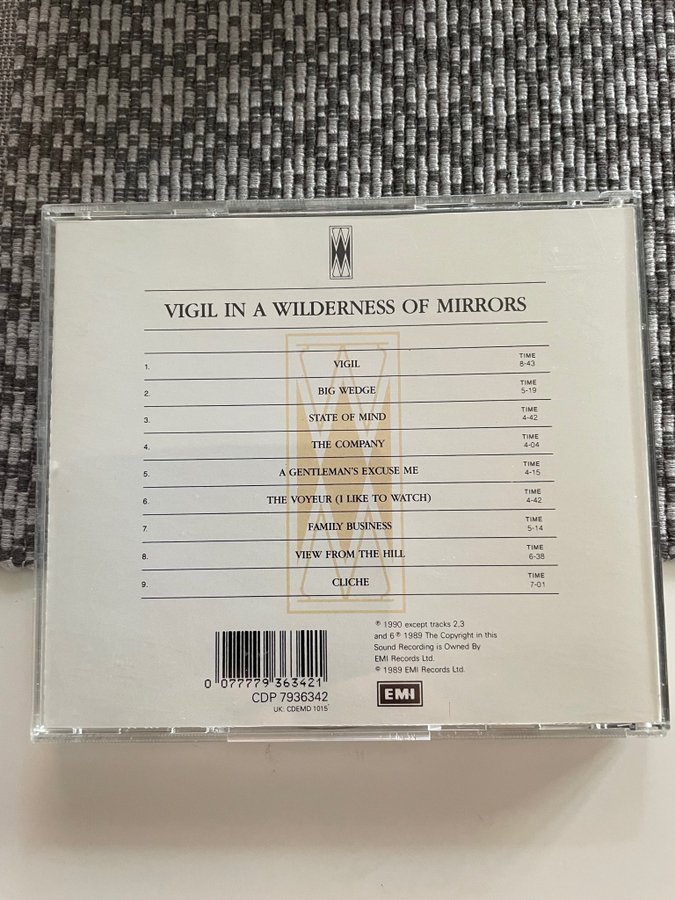 VIGIL IN A WILDERNESS OF MIRRORS
1. VIGIL TIME 8-43
2. BIG WEDGE TIME 5-19
3. STATE OF MIND TIME 4-42
4. THE COMPANY TIME 4-04
5. A GENTLEMAN'S EXCUSE ME TIME 4-15
6. THE VOYEUR (I LIKE TO WATCH) TIME 4-42
7. FAMILY BUSINESS TIME 5-14
8. VIEW FROM THE HILL TIME 6-38
9. CLICHE TIME 7-01
℗ 1990 except tracks 2,3
and 6 ℗ 1989 The Copyright in this
Sound Recording is Owned By
EMI Records Ltd.
© 1989 EMI Records Ltd.
0 077779 363421
CDP 7936342
UK: CDEMD 1015
EMI